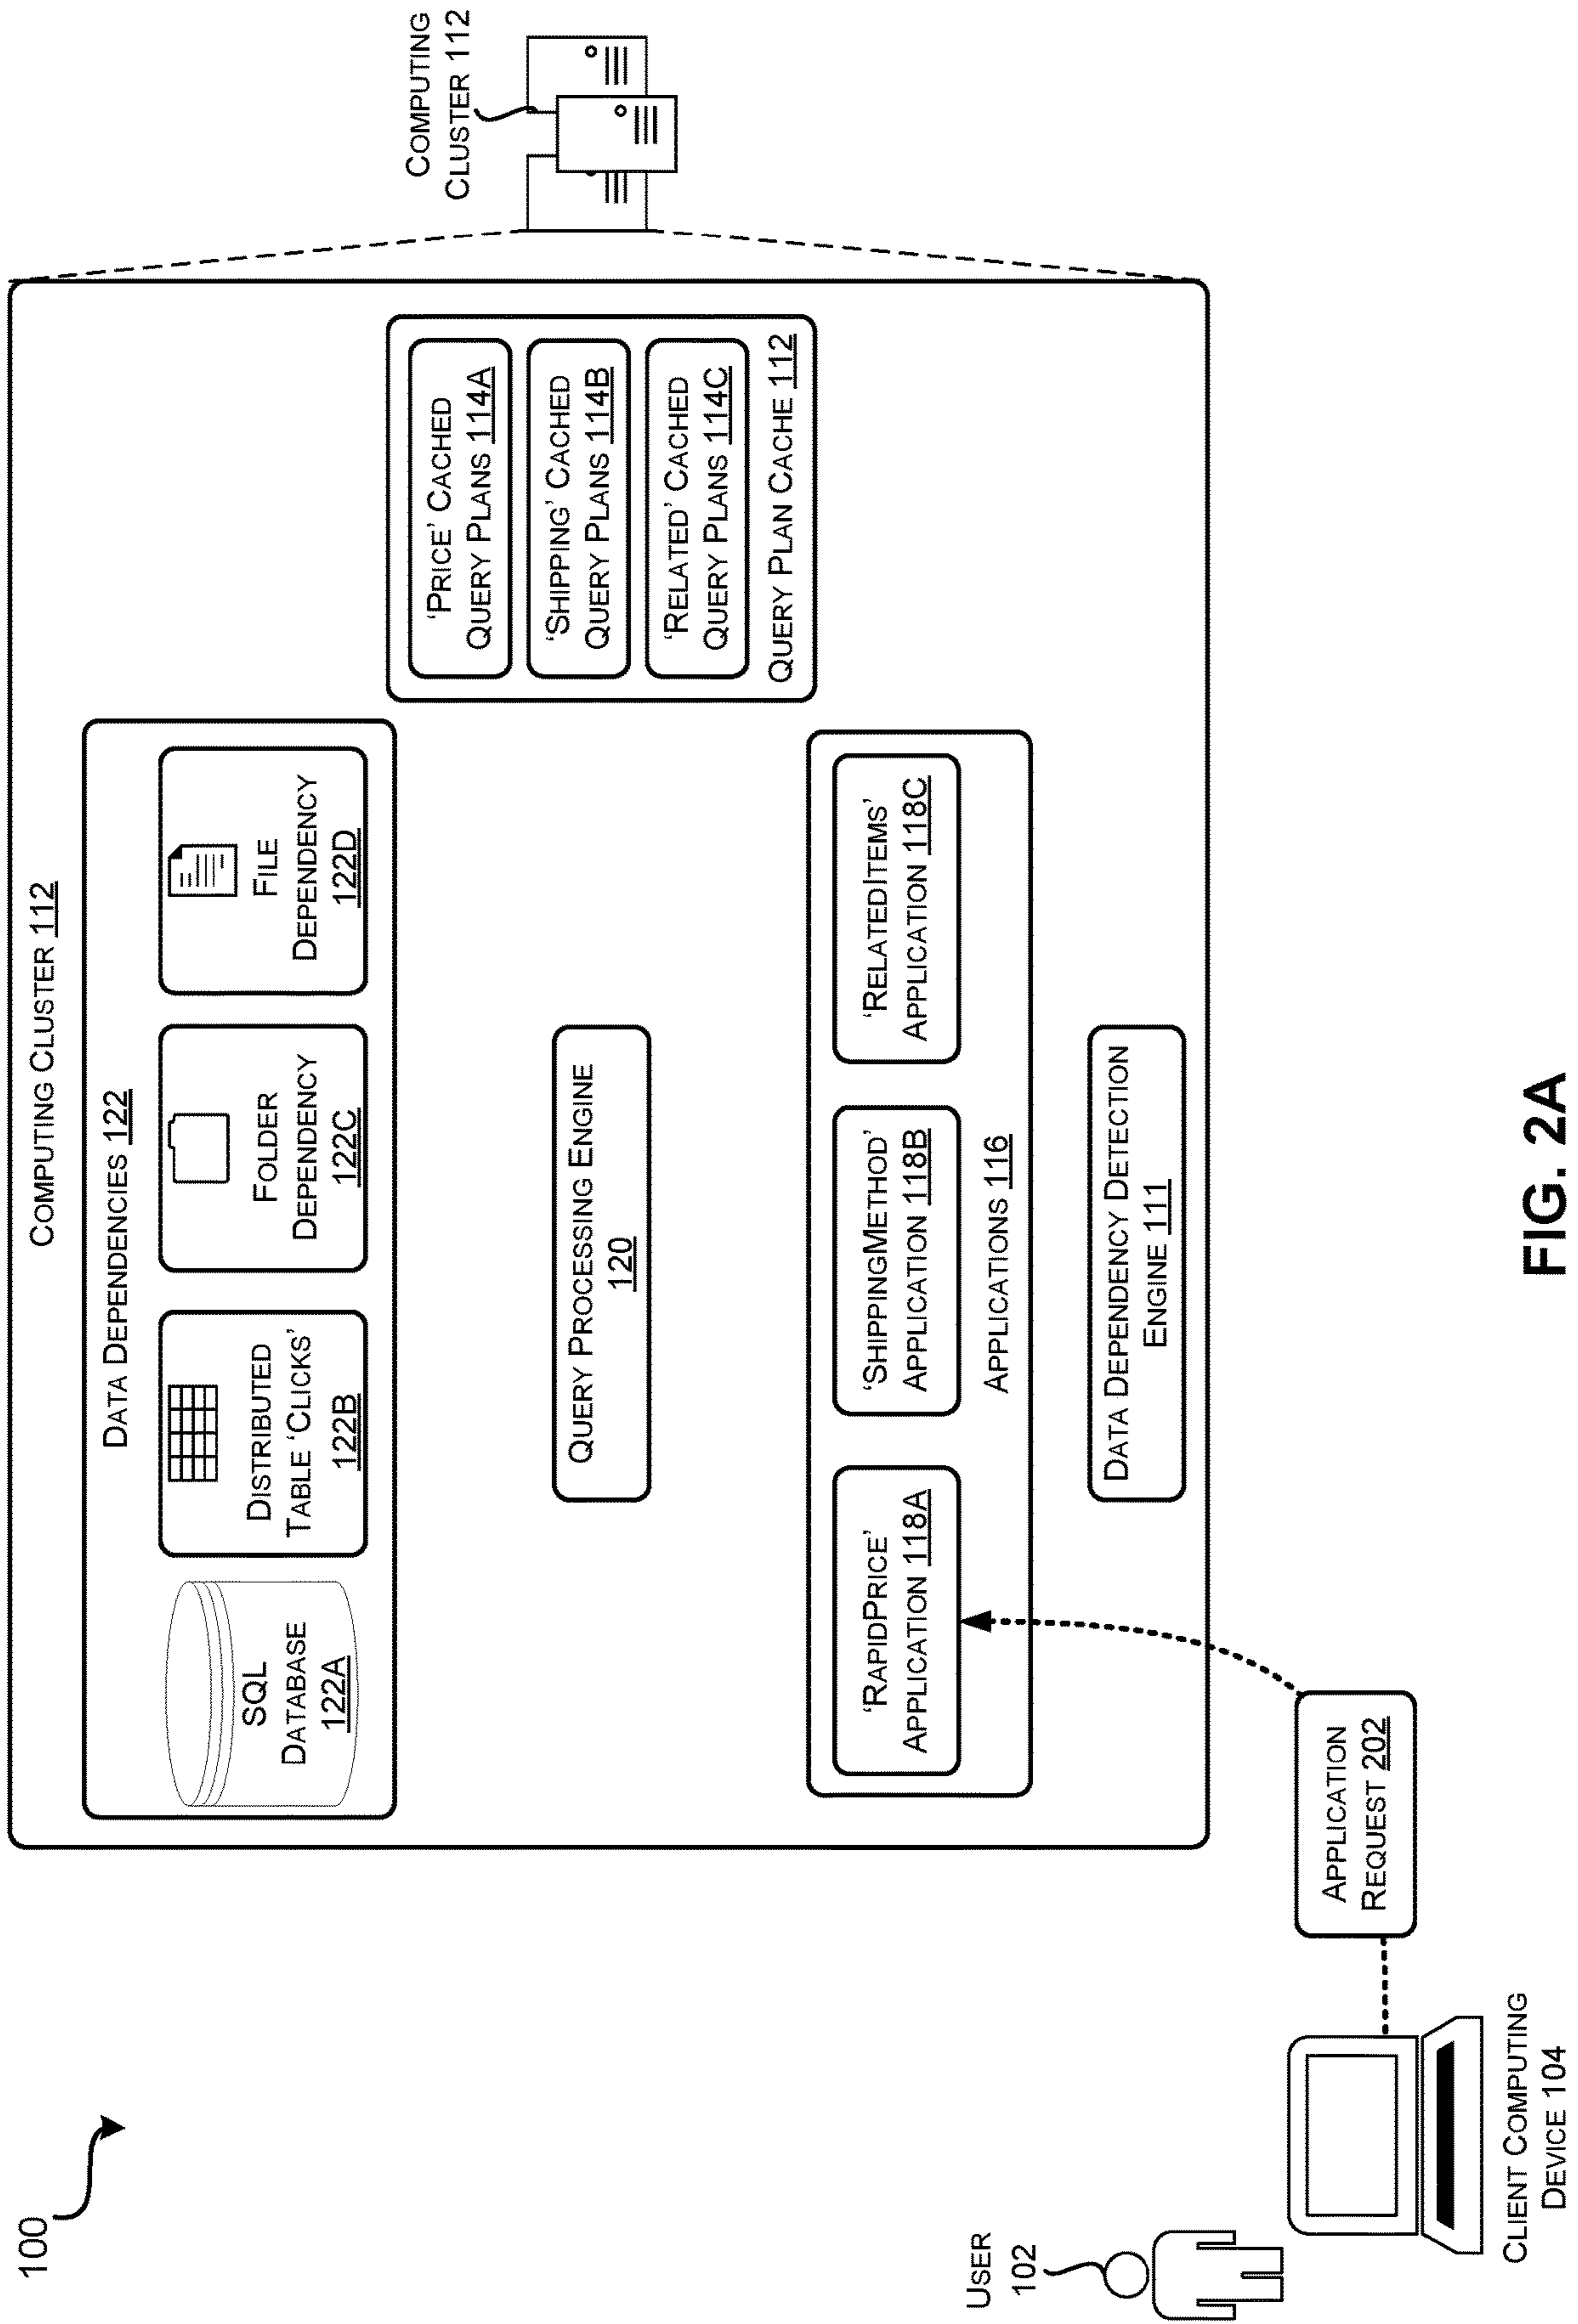 100
COMPUTING CLUSTER 112
DATA DEPENDENCIES 122
SQL
DATABASE
122A
DISTRIBUTED
TABLE ‘CLICKS’
122B
FOLDER
DEPENDENCY
122C
FILE
DEPENDENCY
122D
QUERY PROCESSING ENGINE
120
‘PRICE’ CACHED
QUERY PLANS 114A
‘SHIPPING’ CACHED
QUERY PLANS 114B
‘RELATED’ CACHED
QUERY PLANS 114C
QUERY PLAN CACHE 112
COMPUTING
CLUSTER 112
‘RAPIDPRICE’
APPLICATION 118A
‘SHIPPINGMETHOD’
APPLICATION 118B
‘RELATEDITEMS’
APPLICATION 118C
APPLICATIONS 116
DATA DEPENDENCY DETECTION
ENGINE 111
USER
102
APPLICATION
REQUEST 202
CLIENT COMPUTING
DEVICE 104
FIG. 2A